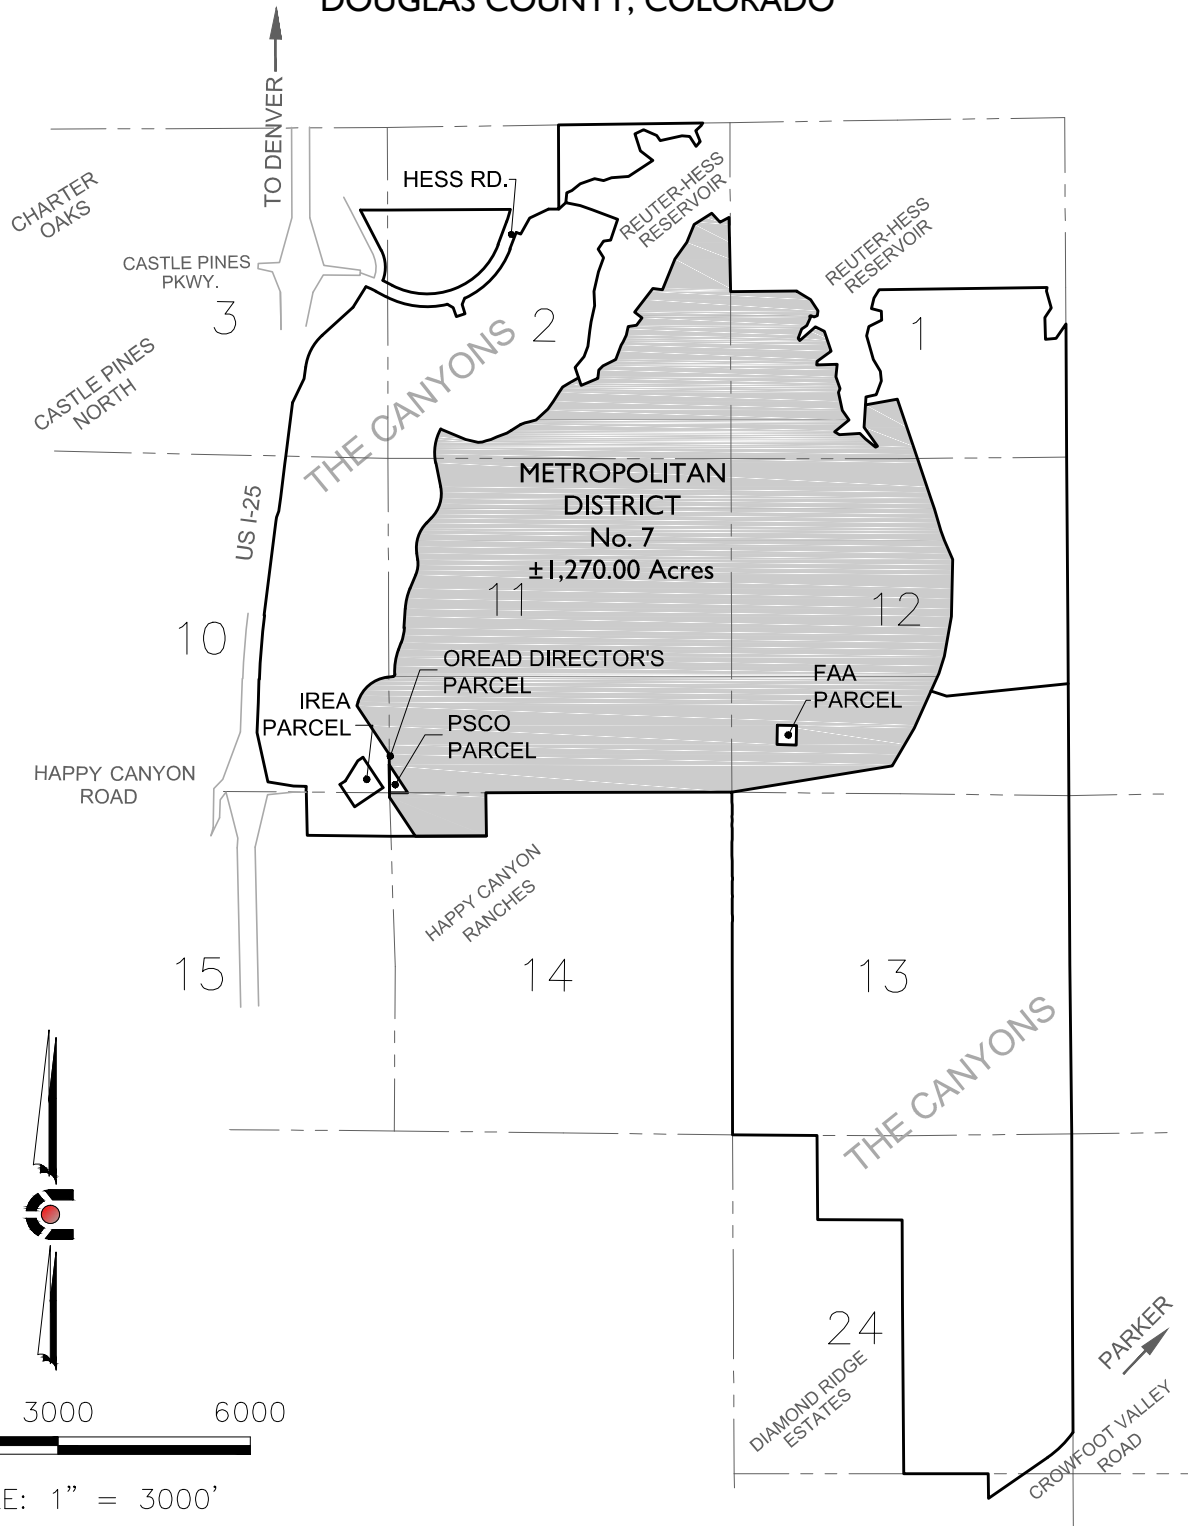 DOUGLAS COUNTY, COLORADO
TO DENVER
CHARTER
OAKS
HESS RD.
REUTER-HESS
RESERVOIR
REUTER-HESS
RESERVOIR
CASTLE PINES
PKWY.
3
2
1
CASTLE PINES
NORTH
THE CANYONS
US I-25
METROPOLITAN
DISTRICT
No. 7
±1,270.00 Acres
11
12
10
OREAD DIRECTOR'S
PARCEL
IREA
PARCEL
PSCO
PARCEL
FAA
PARCEL
HAPPY CANYON
ROAD
HAPPY CANYON
RANCHES
15
14
13
THE CANYONS
24
DIAMOND RIDGE
ESTATES
PARKER
CROWFOOT VALLEY
ROAD
3000 6000
E: 1" = 3000'